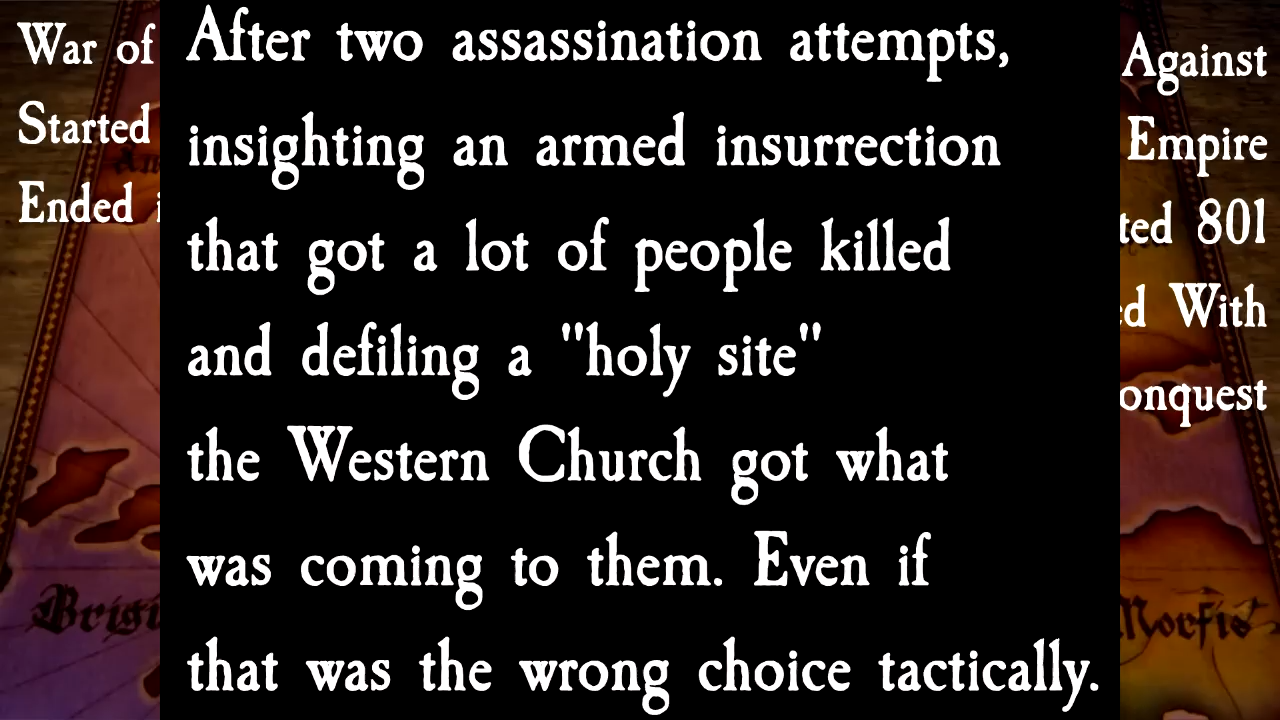 War of
Started
Ended
After two assassination attempts,
insighting an armed insurrection
that got a lot of people killed
and defiling a "holy site"
the Western Church got what
was coming to them. Even if
that was the wrong choice tactically.
Against
Empire
801
With
Morfis